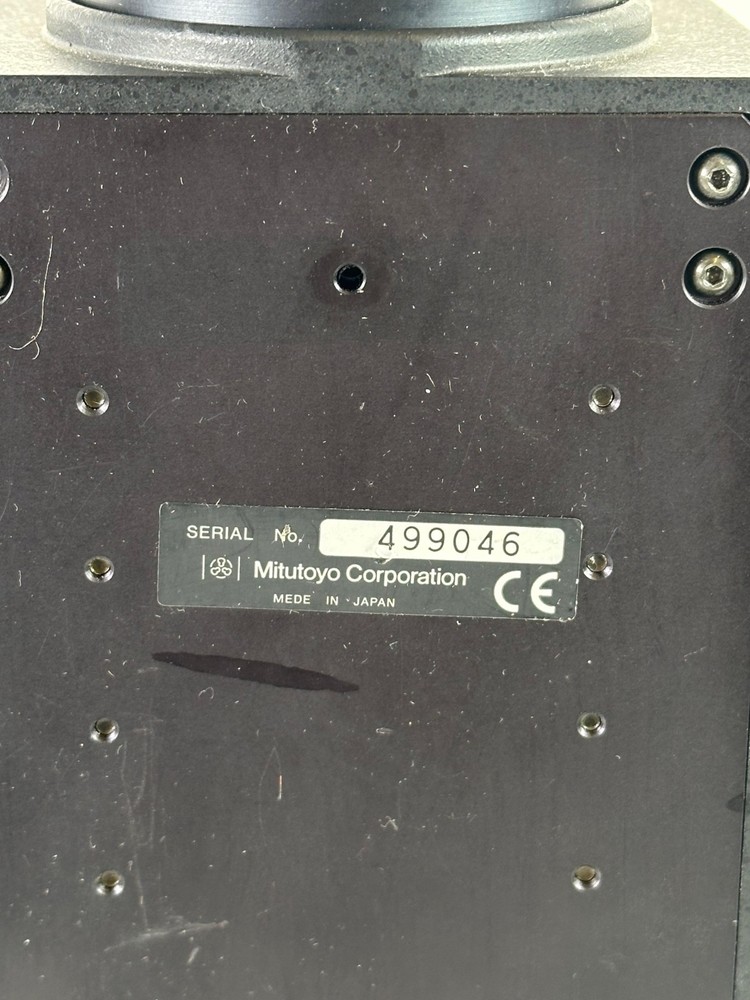 SERIAL No. 499046
Mitutoyo Corporation
MEDE IN JAPAN
CE